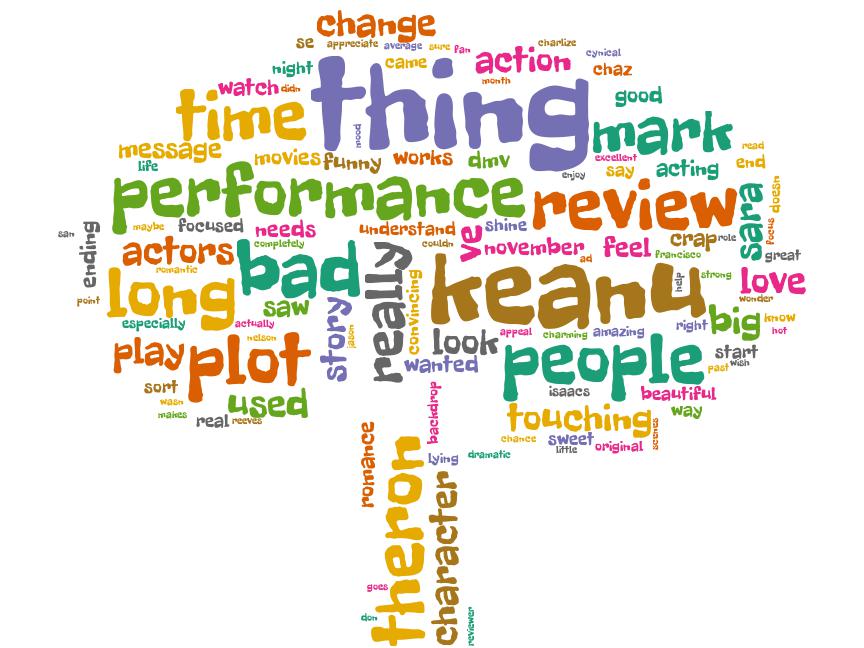 change
se appreciate average sure fan charlize cynical
night came action chaz
watch didn month
time thing good
mood mark
message movies funny works dmv excellent say acting read end
life enjoy
performance review sara doesn
san ending maybe focused needs understand shine crap role focus
completely couldn ve november feel francisco great
actors romantic bad really convincing ad
long keanu help strong love
point saw wonder
especially actually story jason look appeal charming amazing right big know
nelson hot
play plot wanted people start
past wish
sort isaacs beautiful
wasn used backdrop touching way
makes real reeves
romance chance sweet scenes
little original
theron lying dramatic
character
goes
don reviewer